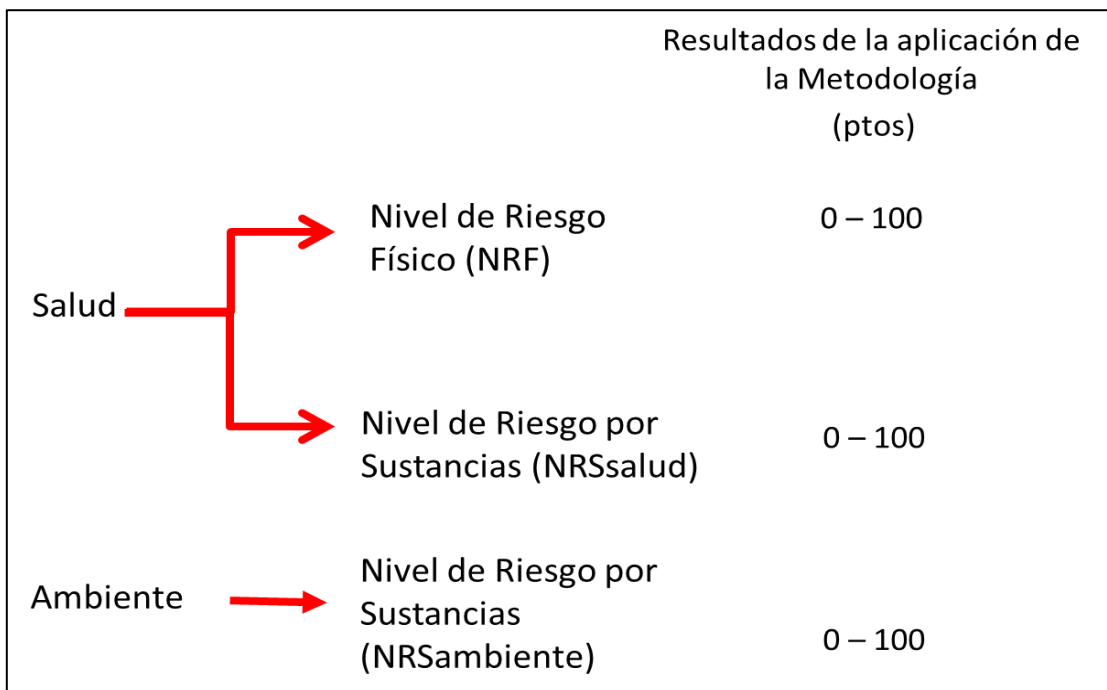 Resultados de la aplicación de
la Metodología
(ptos)
Nivel de Riesgo
Físico (NRF)
0 – 100
Salud
Nivel de Riesgo por
Sustancias (NRSsalud)
0 – 100
Ambiente
Nivel de Riesgo por
Sustancias
(NRSambiente)
0 – 100